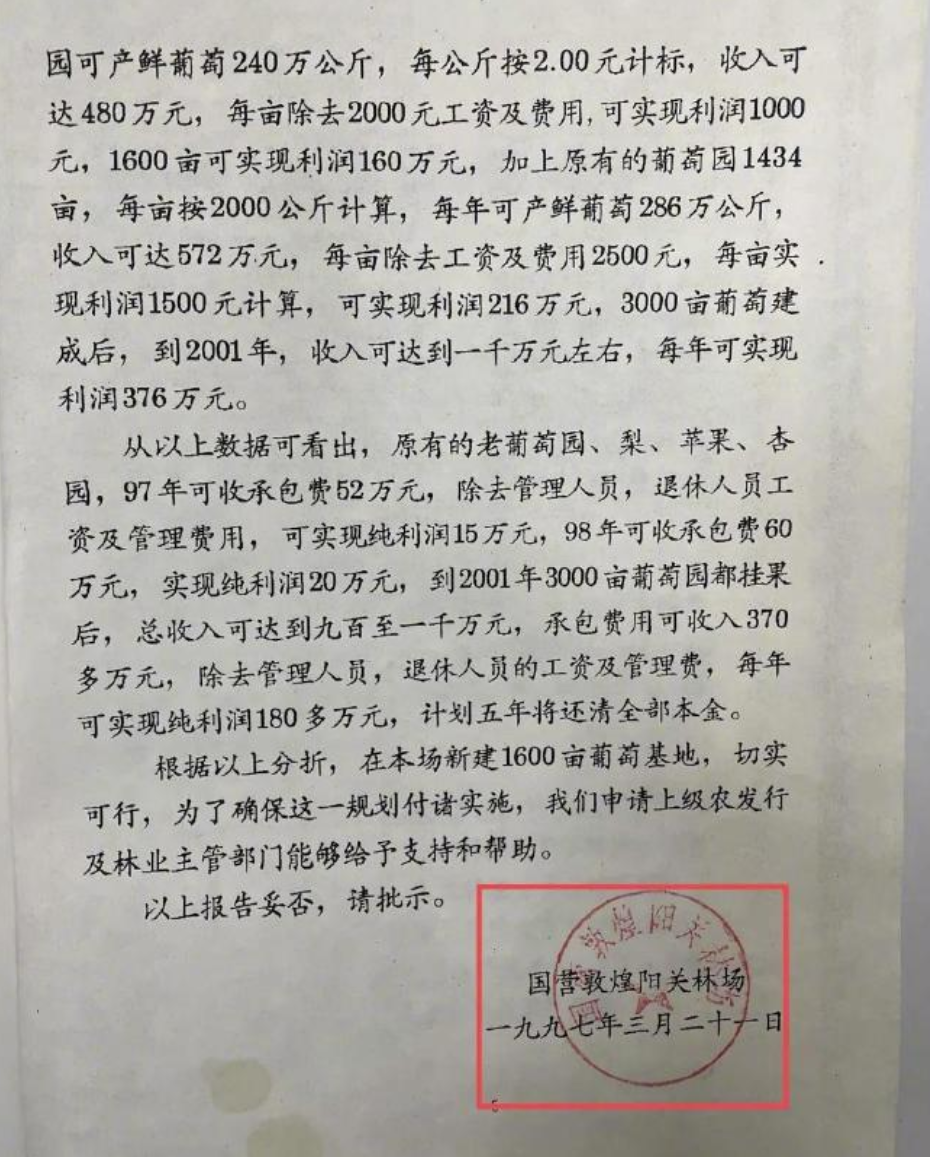 园可产鲜葡萄240万公斤，每公斤按2.00元计标，收入可
达480万元，每亩除去2000元工资及费用,可实现利润1000
元，1600亩可实现利润160万元，加上原有的葡萄园1434
亩，每亩按2000公斤计算，每年可产鲜葡萄286万公斤，
收入可达572万元，每亩除去工资及费用2500元，每亩实
现利润1500元计算，可实现利润216万元，3000亩葡萄建
成后，到2001年，收入可达到一千万元左右，每年可实现
利润376万元。
从以上数据可看出，原有的老葡萄园、梨、苹果、杏
园，97年可收承包费52万元，除去管理人员，退休人员工
资及管理费用，可实现纯利润15万元，98年可收承包费60
万元，实现纯利润20万元，到2001年3000亩葡萄园都挂果
后，总收入可达到九百至一千万元，承包费用可收入370
多万元，除去管理人员，退休人员的工资及管理费，每年
可实现纯利润180多万元，计划五年将还清全部本金。
根据以上分折，在本场新建1600亩葡萄基地，切实
可行，为了确保这一规划付诸实施，我们申请上级农发行
及林业主管部门能够给予支持和帮助。
以上报告妥否，请批示。
国营敦煌阳关林场
国营敦煌阳关林场
一九九七年三月二十一日
5